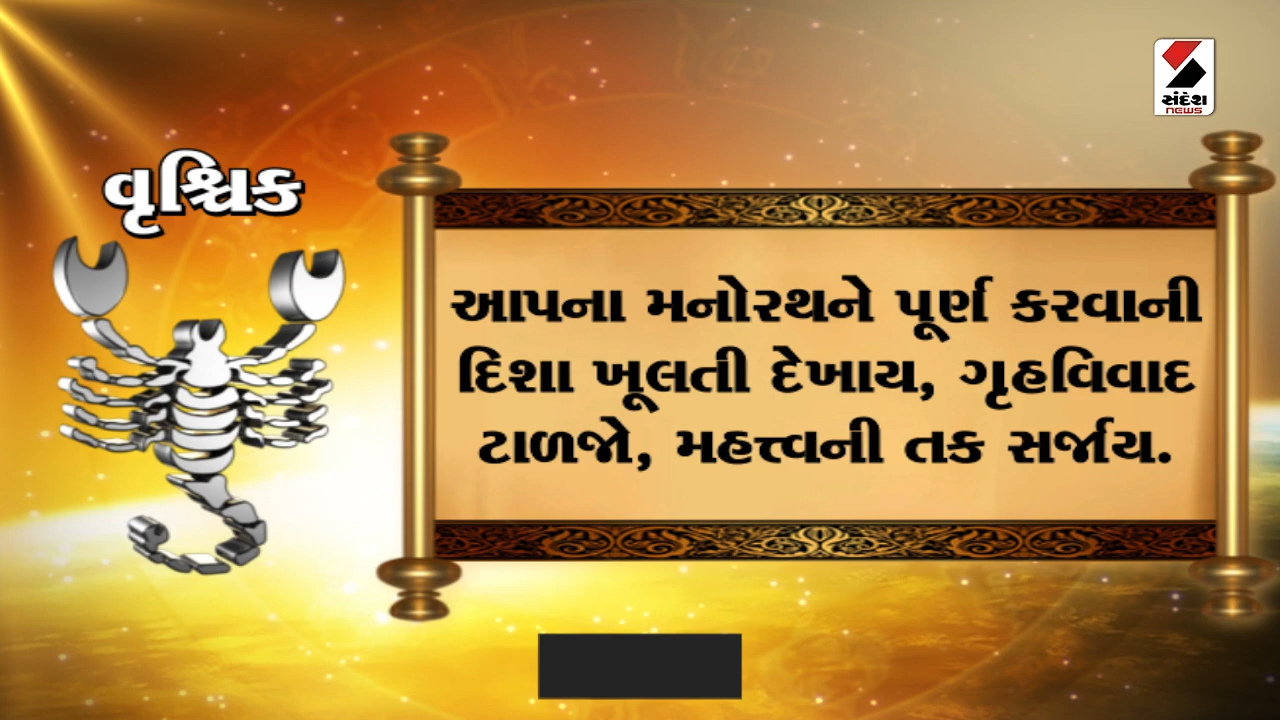 સંદેશ
NEWS
વૃશ્ચિક
આપના મનોરથને પૂર્ણ કરવાની
દિશા ખૂલતી દેખાય, ગૃહવિવાદ
ટાળજો, મહત્ત્વની તક સર્જાય.